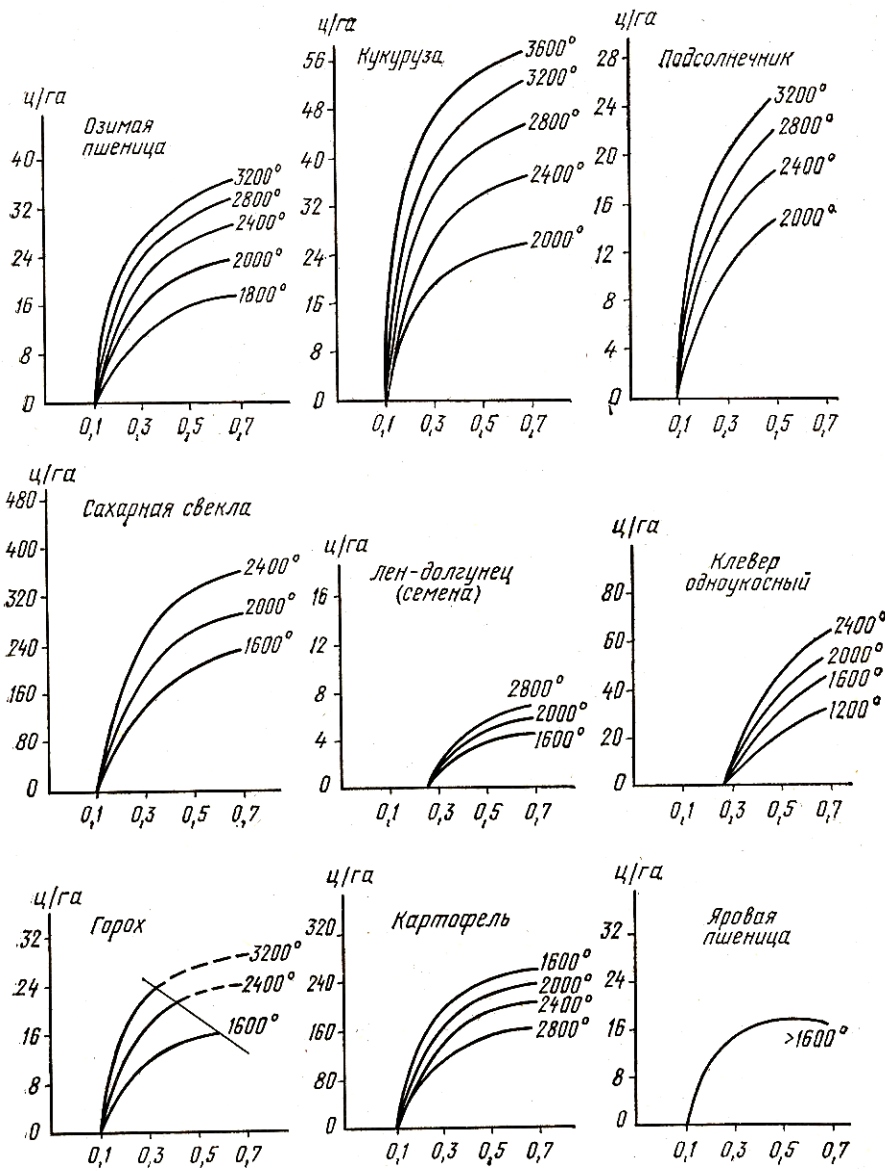 ц/га
Озимая
пшеница
40
32
24
16
8
0
3200°
2800°
2400°
2000°
1800°
0,1 0,3 0,5 0,7
ц/га
Кукуруза
56
48
40
32
24
16
8
0
3600°
3200°
2800°
2400°
2000°
0,1 0,3 0,5 0,7
ц/га
Подсолнечник
28
24
20
16
12
8
4
0
3200°
2800°
2400°
2000°
0,1 0,3 0,5 0,7
ц/га
Сахарная свекла
480
400
320
240
160
80
0
2400°
2000°
1600°
0,1 0,3 0,5 0,7
ц/га
Лен-долгунец
(семена)
16
12
8
4
0
2800°
2000°
1600°
0,1 0,3 0,5 0,7
ц/га
Клевер
одноукосный
80
60
40
20
0
2400°
2000°
1600°
1200°
0,1 0,3 0,5 0,7
ц/га
Горох
32
24
16
8
0
3200°
2400°
1600°
0,1 0,3 0,5 0,7
ц/га
Картофель
320
240
160
80
0
1600°
2000°
2400°
2800°
0,1 0,3 0,5 0,7
ц/га
Яровая
пшеница
32
24
16
8
0
>1600°
0,1 0,3 0,5 0,7